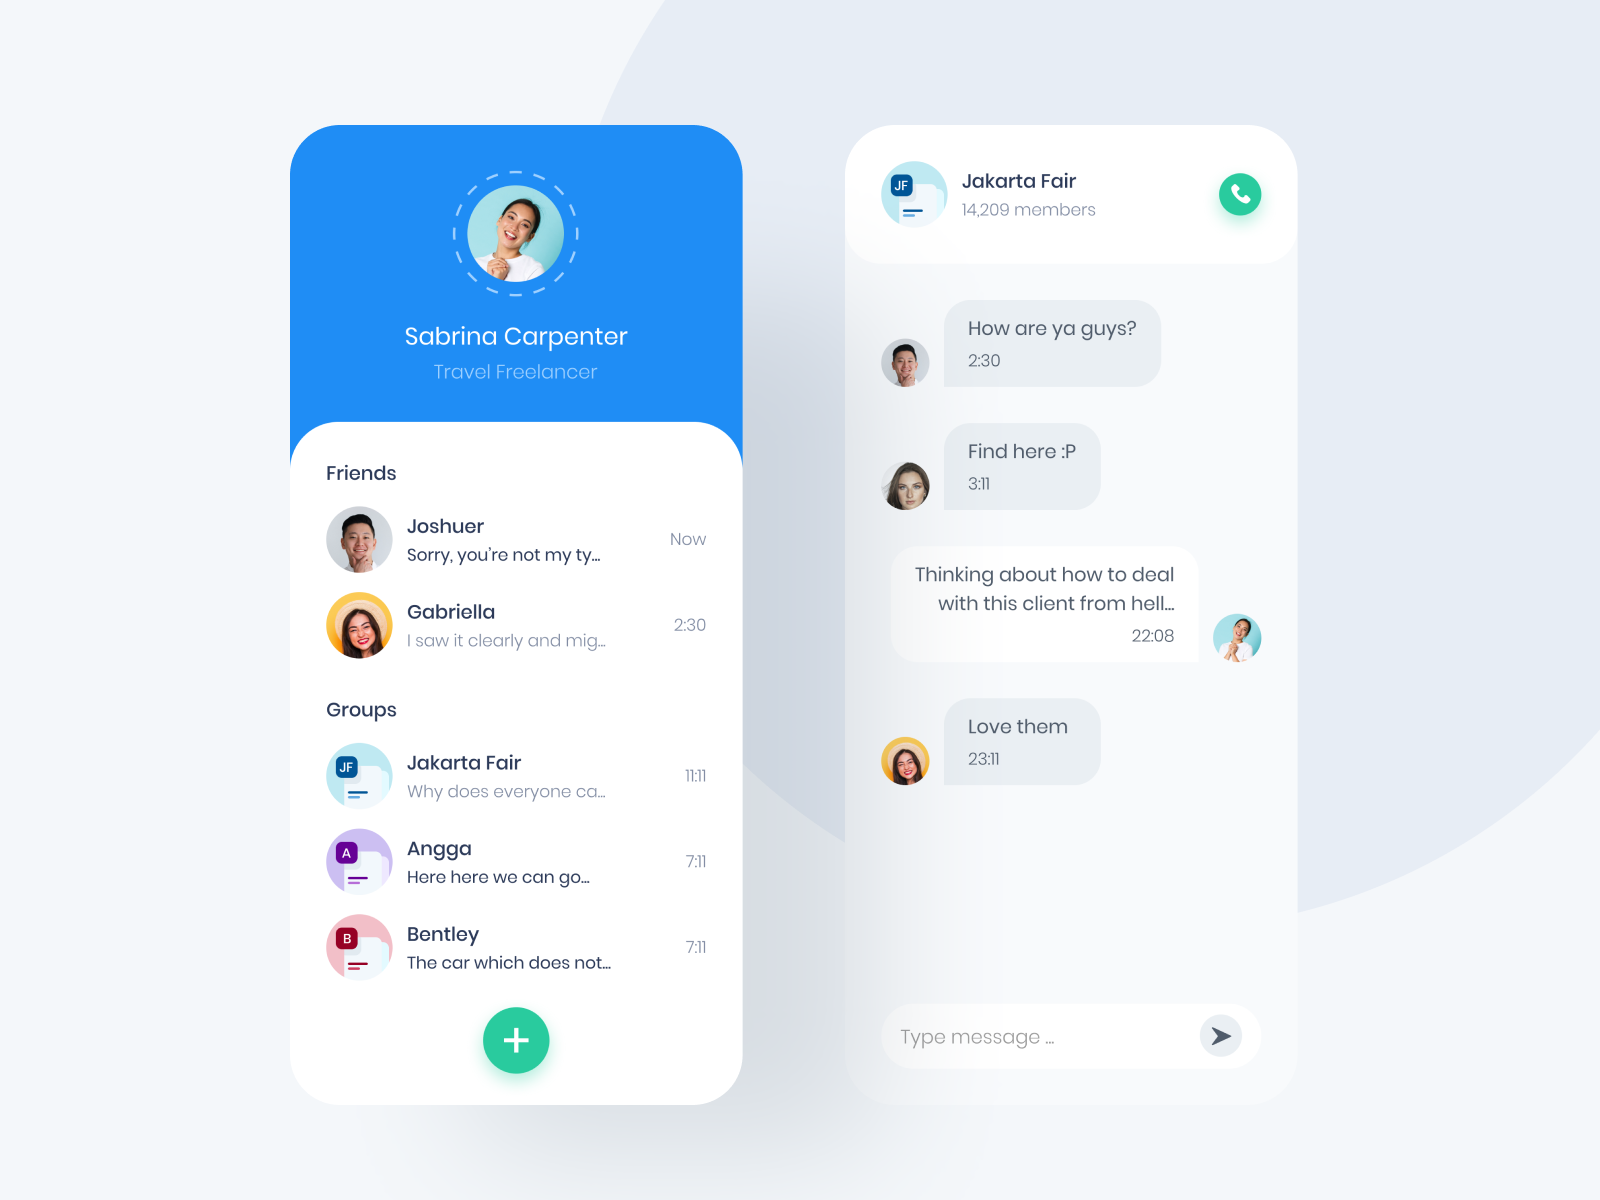 Sabrina Carpenter
Travel Freelancer
Friends
Joshuer
Sorry, you’re not my ty...
Now
Gabriella
I saw it clearly and mig...
2:30
Groups
JF
Jakarta Fair
Why does everyone ca...
11:11
A
Angga
Here here we can go...
7:11
B
Bentley
The car which does not...
7:11
JF
Jakarta Fair
14,209 members
How are ya guys?
2:30
Find here :P
3:11
Thinking about how to deal
with this client from hell...
22:08
Love them
23:11
Type message ...